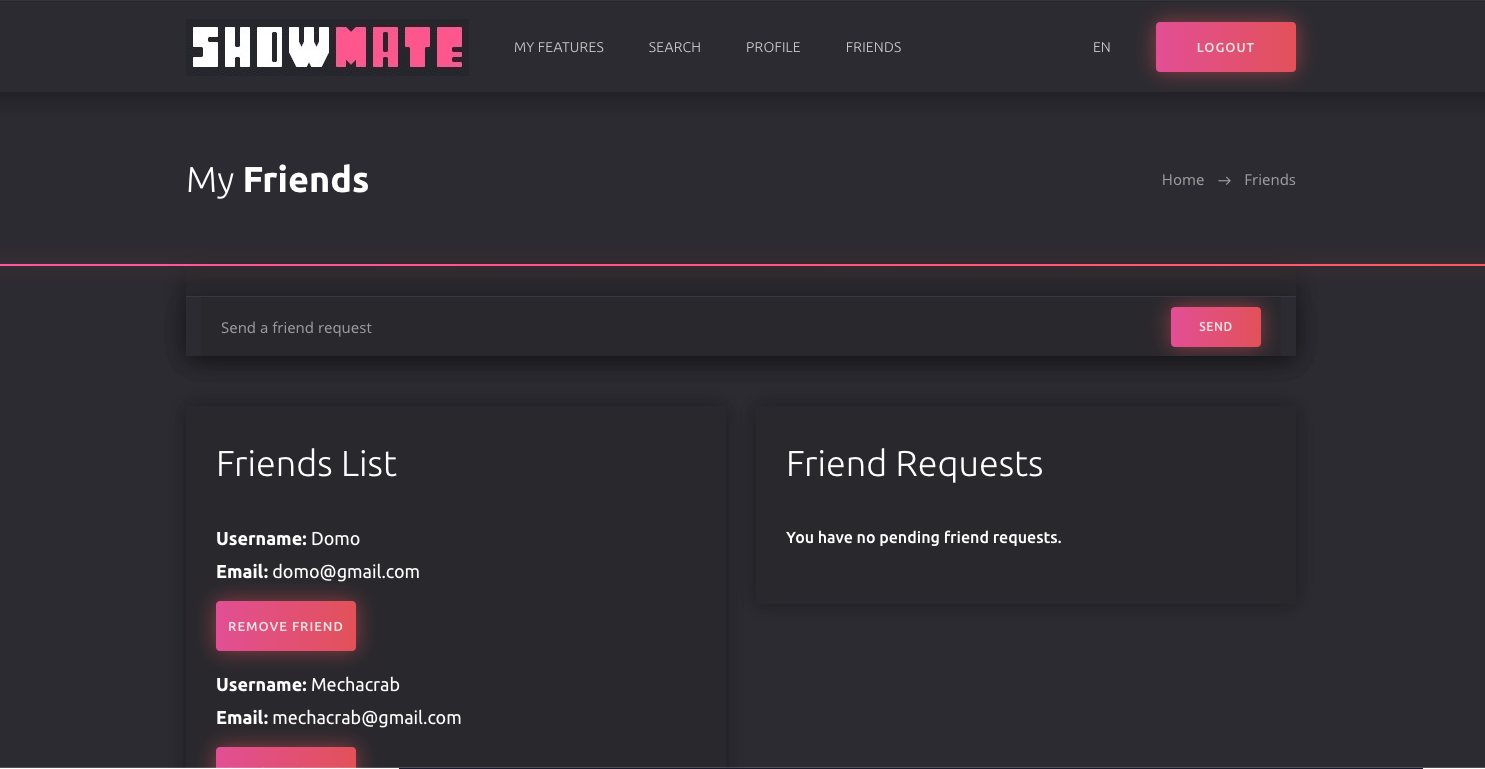 SHOWMATE MY FEATURES SEARCH PROFILE FRIENDS EN LOGOUT
My Friends Home → Friends
Send a friend request SEND
Friends List
Username: Domo
Email: domo@gmail.com
REMOVE FRIEND
Username: Mechacrab
Email: mechacrab@gmail.com
Friend Requests
You have no pending friend requests.